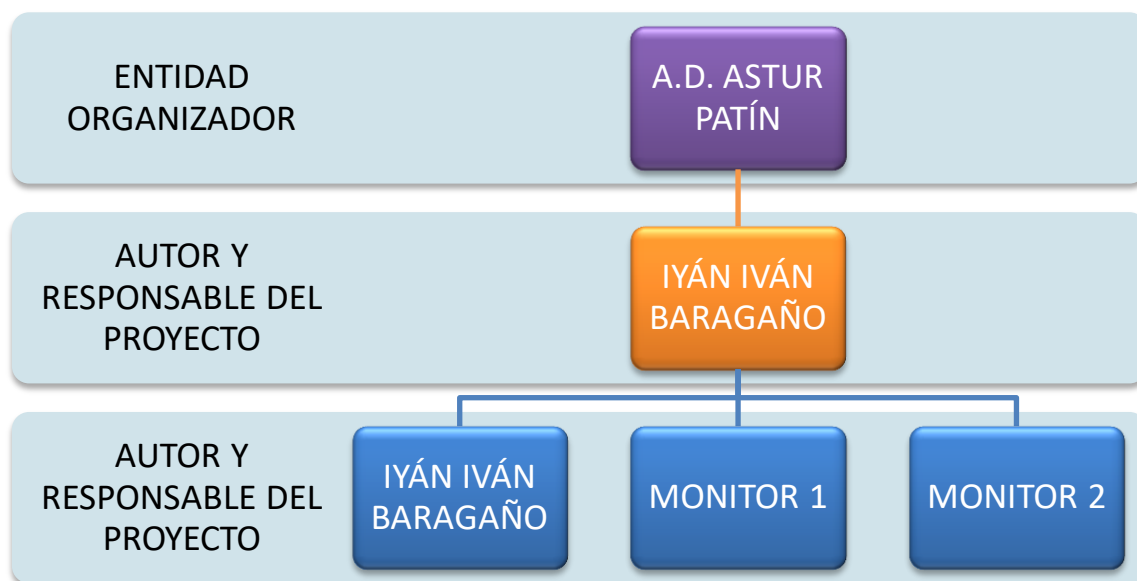 ENTIDAD
ORGANIZADOR
A.D. ASTUR
PATÍN
AUTOR Y
RESPONSABLE DEL
PROYECTO
IYÁN IVÁN
BARAGAÑO
AUTOR Y
RESPONSABLE DEL
PROYECTO
IYÁN IVÁN
BARAGAÑO
MONITOR 1
MONITOR 2